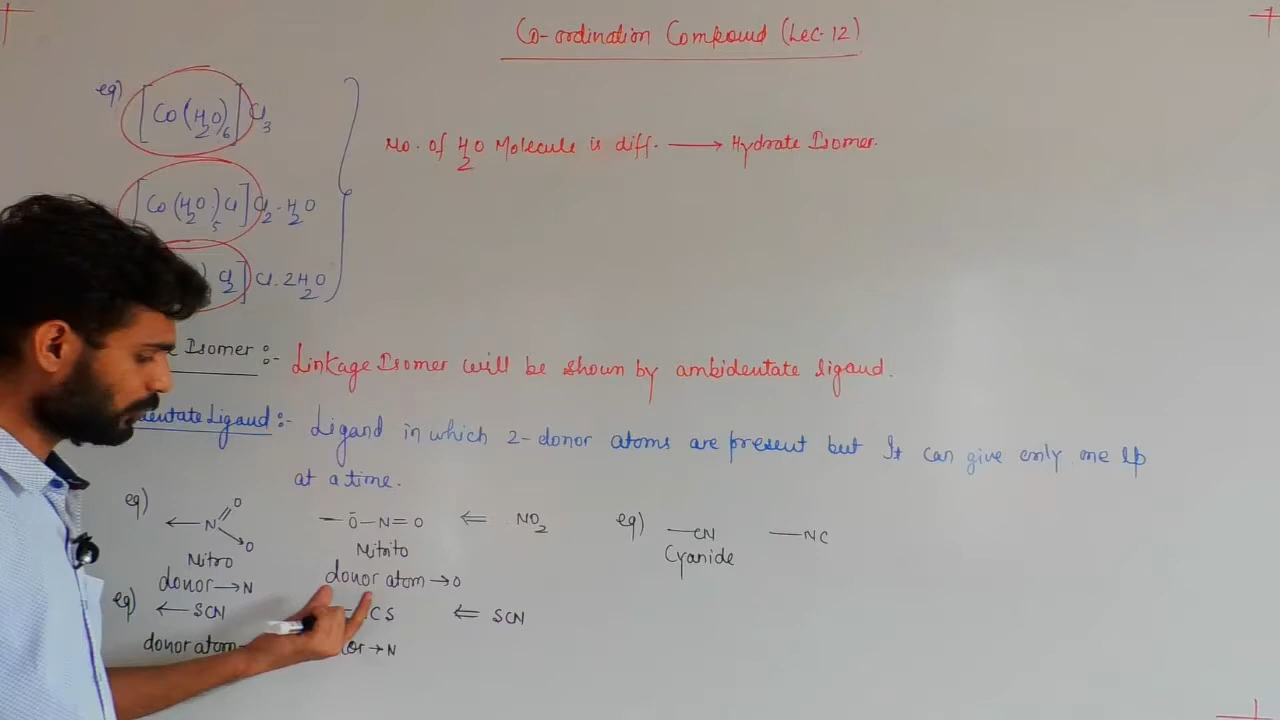 Co-ordination Compound (Lec-12)
eg) [Co(H2O)6]Cl3
No. of H2O Molecule is diff. → Hydrate Isomer.
[Co(H2O)5Cl]Cl2.H2O
) Cl2]Cl.2H2O
Isomer :- Linkage Isomer will be shown by ambidentate ligand.
dentate Ligand :- Ligand in which 2-donor atoms are present but It can give only one lp
at a time.
eg) ← N O O
— O – N = O ⇐ NO2
eg) — CN — NC
Nitro Nitrito Cyanide
donor → N donor atom → O
eg) ← SCN CS ⇐ SCN
donor atom or → N